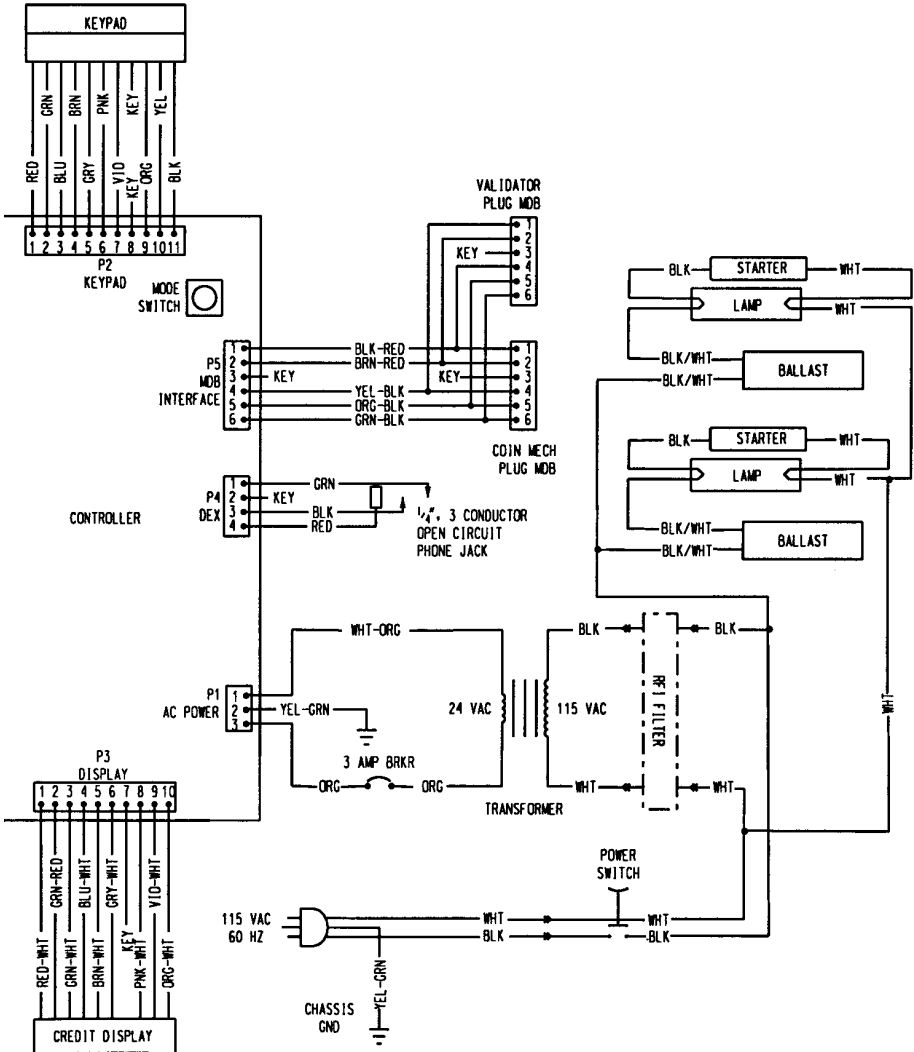 KEYPAD
RED
GRN
BLU
BRN
GRY
PNK
VIO
KEY
KEY
ORG
YEL
BLK
1 2 3 4 5 6 7 8 9 10 11
P2
KEYPAD
MODE
SWITCH
VALIDATOR
PLUG MDB
1
2
KEY 3
4
5
6
P5
MDB
INTERFACE
1
2
3 KEY
4
5
6
BLK-RED
BRN-RED
KEY
YEL-BLK
ORG-BLK
GRN-BLK
1
2
3
4
5
6
COIN MECH
PLUG MDB
BLK STARTER WHT
LAMP WHT
BLK/WHT
BLK/WHT
BALLAST
BLK STARTER WHT
LAMP WHT
BLK/WHT
BLK/WHT
BALLAST
CONTROLLER
P4
DEX
1
2 KEY
3
4
GRN
BLK
RED
1/4", 3 CONDUCTOR
OPEN CIRCUIT
PHONE JACK
P1
AC POWER
1
2
3
WHT-ORG
YEL-GRN
ORG
3 AMP BRKR
ORG
24 VAC
115 VAC
TRANSFORMER
BLK
BLK
RFI FILTER
WHT
WHT
WHT
P3
DISPLAY
1 2 3 4 5 6 7 8 9 10
RED-WHT
GRN-RED
GRN-WHT
BLU-WHT
BRN-WHT
GRY-WHT
KEY
PNK-WHT
VIO-WHT
ORG-WHT
CREDIT DISPLAY
POWER
SWITCH
115 VAC
60 HZ
WHT
WHT
BLK
BLK
YEL-GRN
CHASSIS
GND